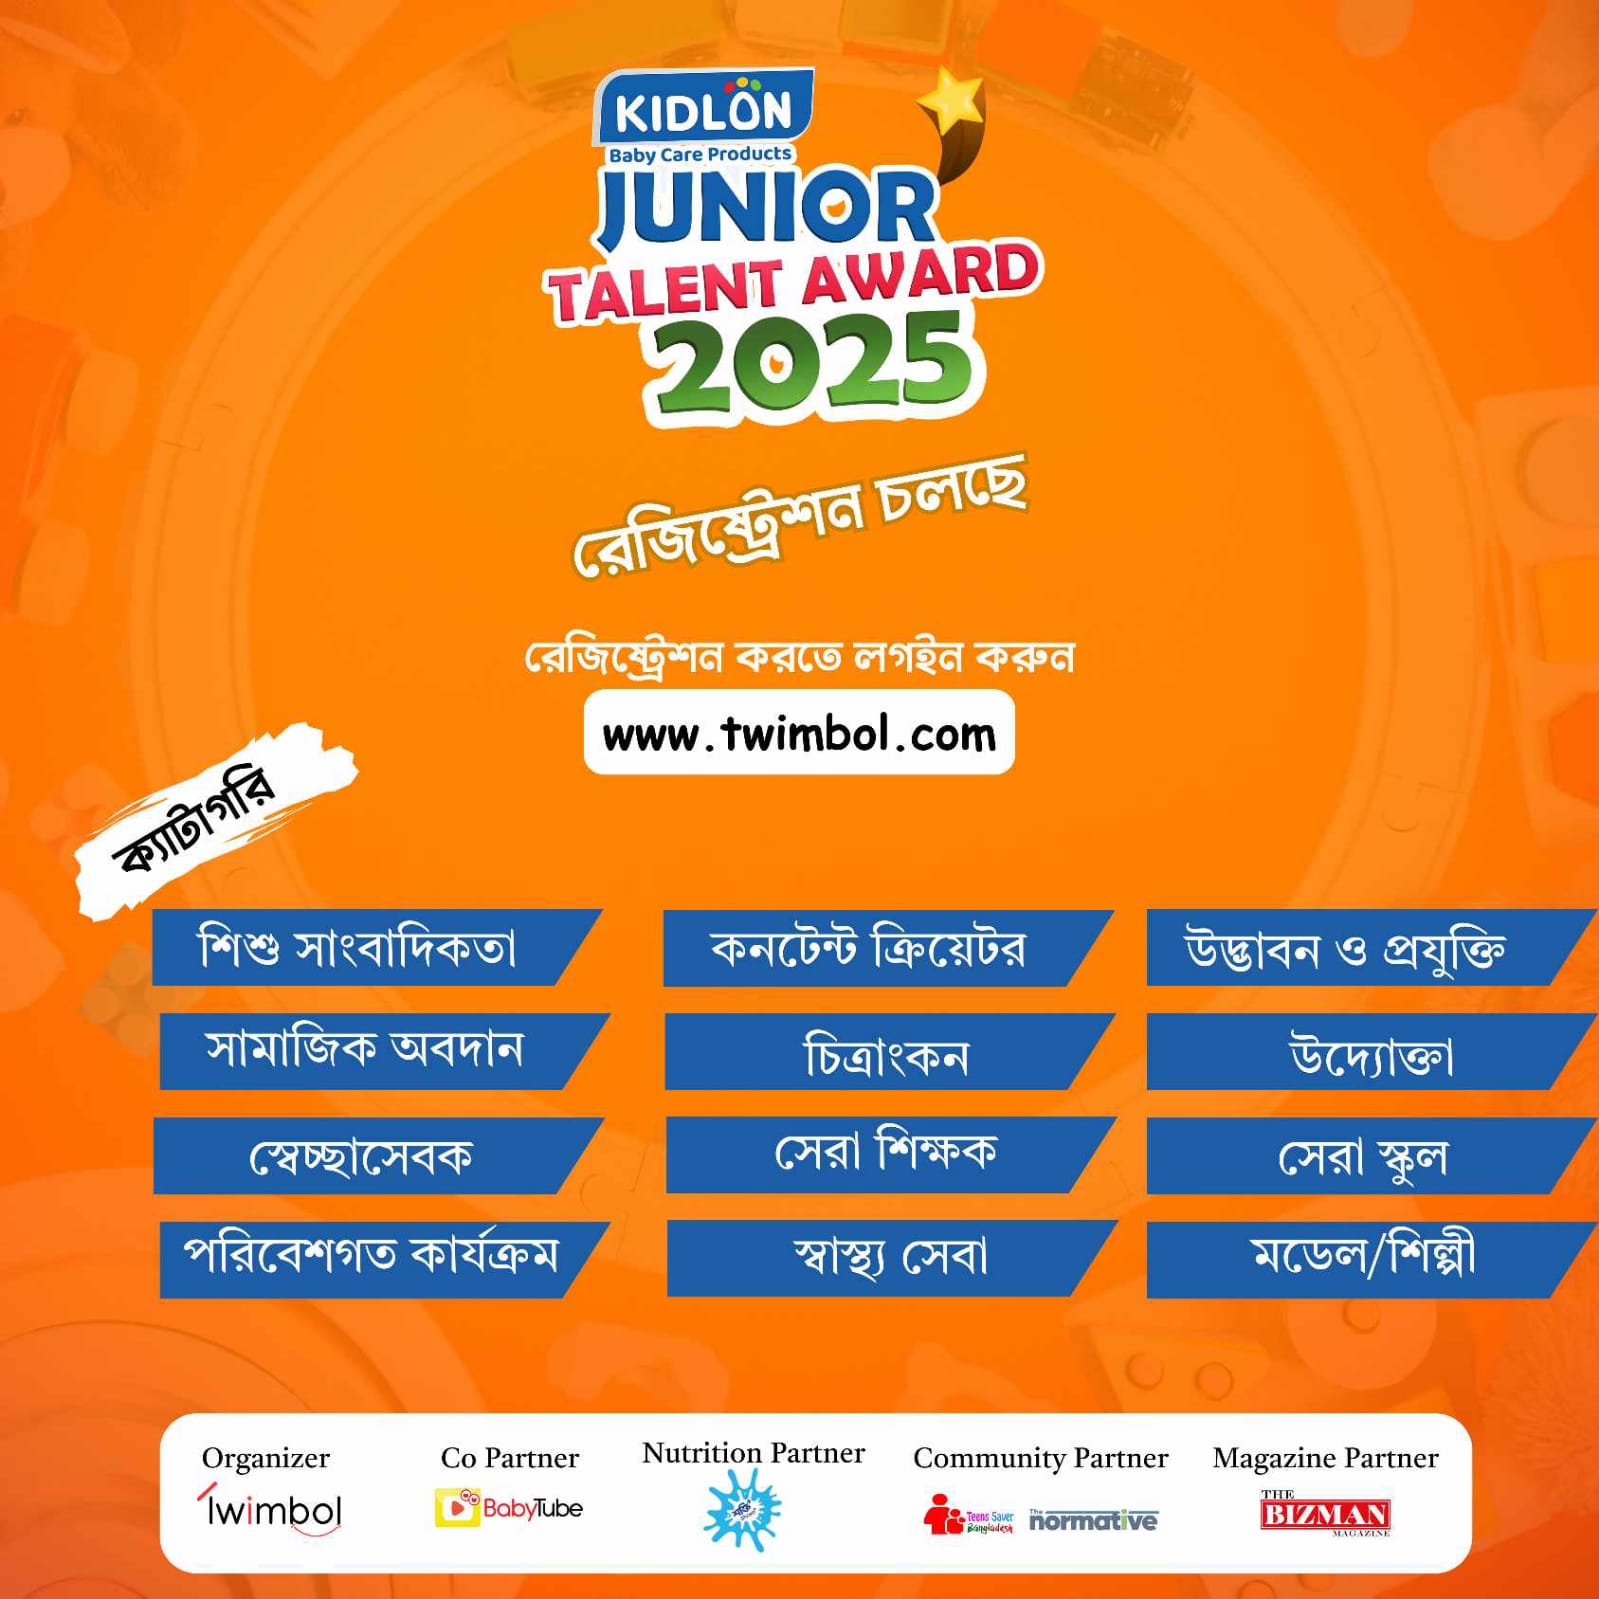 KIDLON
Baby Care Products
JUNIOR
TALENT AWARD
2025
রেজিষ্ট্রেশন চলছে
রেজিষ্ট্রেশন করতে লগইন করুন
www.twimbol.com
ক্যাটাগরি
শিশু সাংবাদিকতা
কনটেন্ট ক্রিয়েটর
উদ্ভাবন ও প্রযুক্তি
সামাজিক অবদান
চিত্রাংকন
উদ্যোক্তা
স্বেচ্ছাসেবক
সেরা শিক্ষক
সেরা স্কুল
পরিবেশগত কার্যক্রম
স্বাস্থ্য সেবা
মডেল/শিল্পী
Organizer
Twimbol
Co Partner
BabyTube
Nutrition Partner
Community Partner
Teens Saver
Bangladesh
The
normative
Magazine Partner
THE
BIZMAN
MAGAZINE